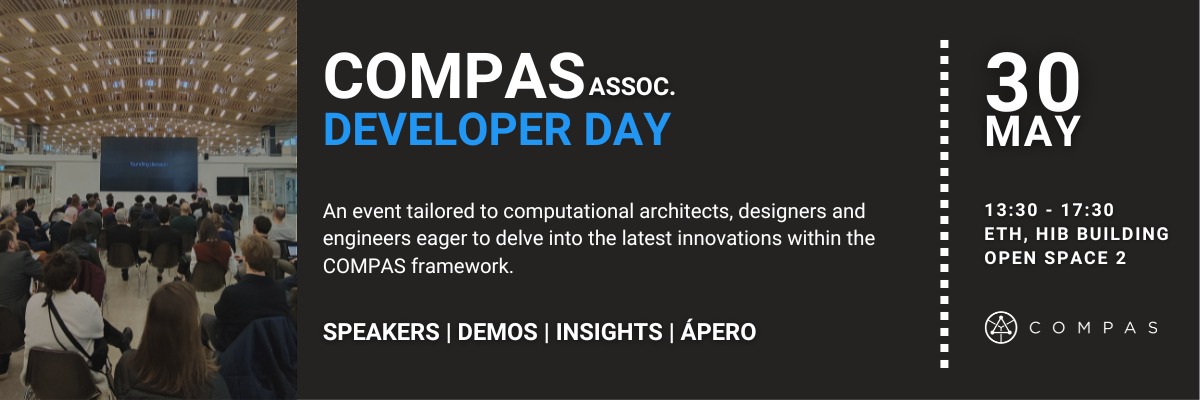 COMPAS ASSOC.
DEVELOPER DAY
An event tailored to computational architects, designers and
engineers eager to delve into the latest innovations within the
COMPAS framework.
SPEAKERS | DEMOS | INSIGHTS | ÁPERO
30
MAY
13:30 - 17:30
ETH, HIB BUILDING
OPEN SPACE 2
COMPAS